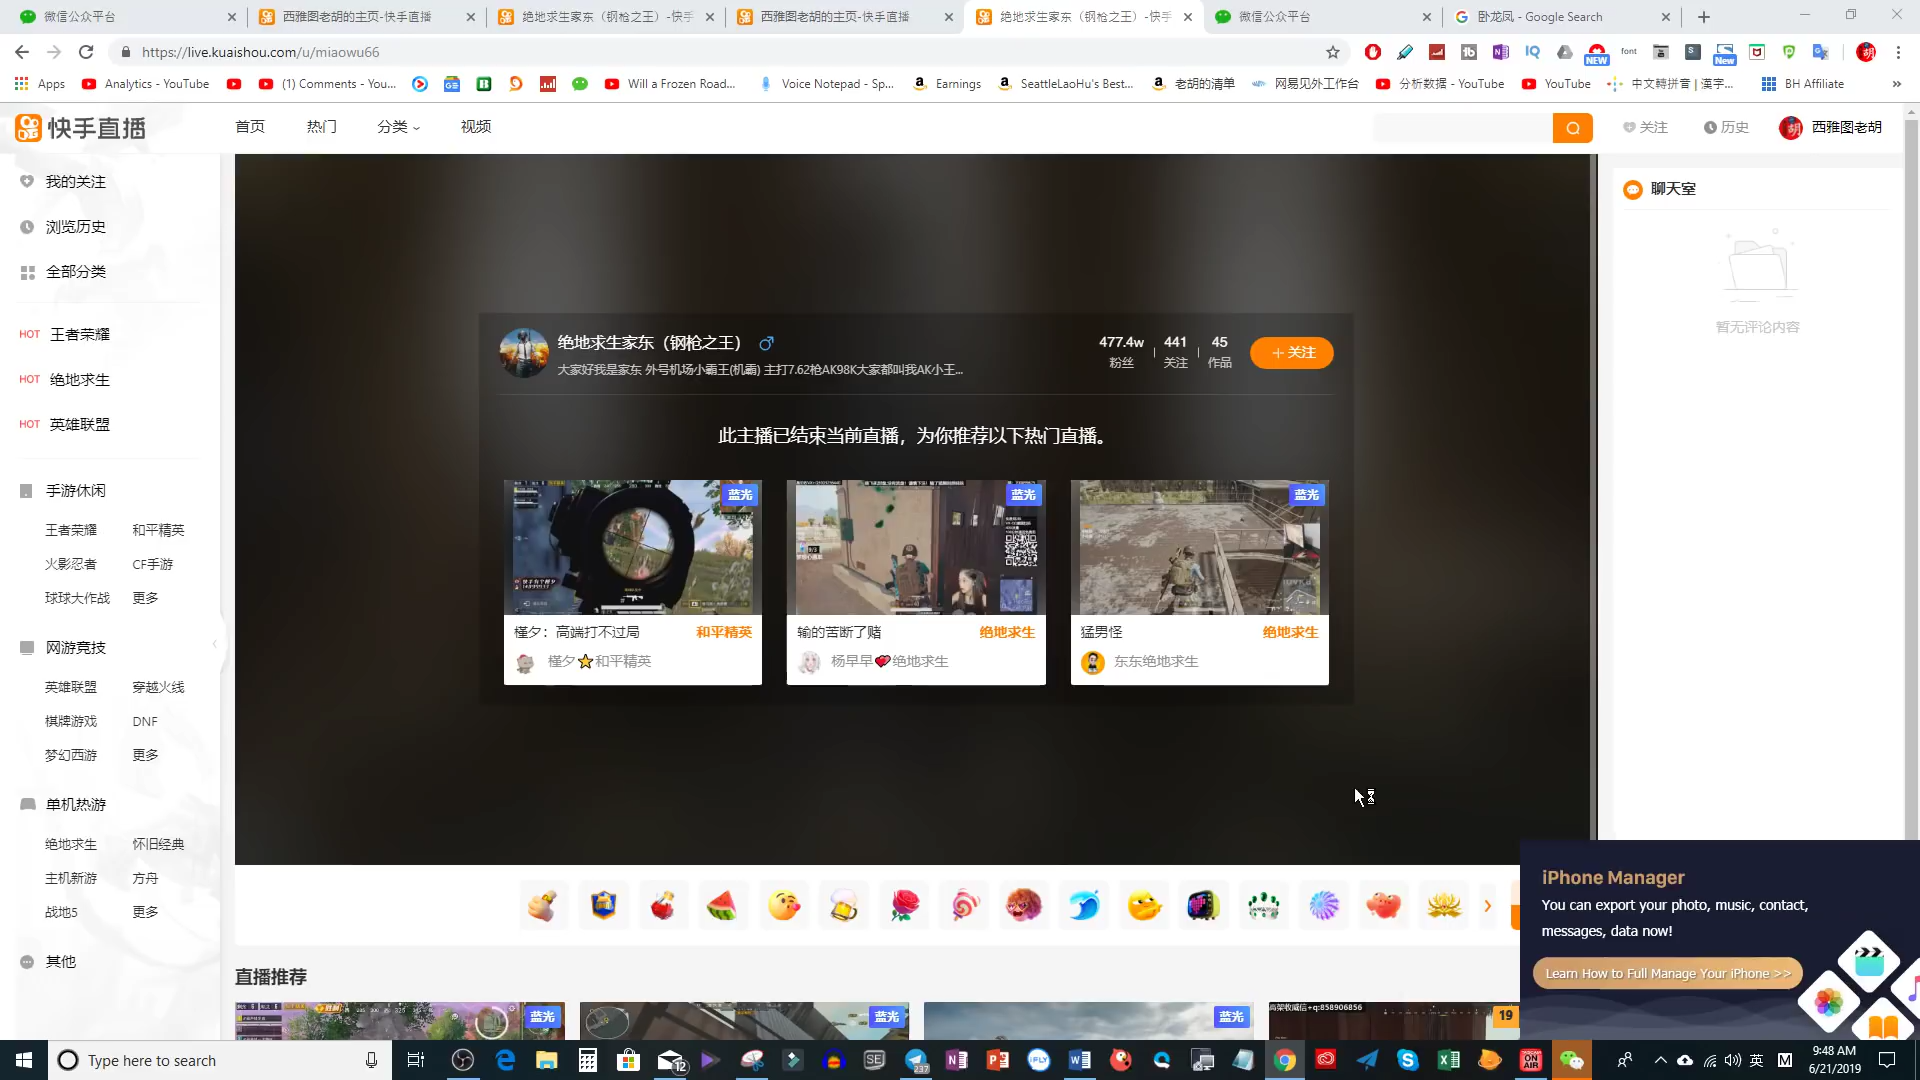 微信公众平台
西雅图老胡的主页-快手直播
绝地求生家东（钢枪之王）-快手
西雅图老胡的主页-快手直播
绝地求生家东（钢枪之王）-快手
微信公众平台
卧龙凤 - Google Search
https://live.kuaishou.com/u/miaowu66
font
NEW
New
Apps
Analytics - YouTube
(1) Comments - You...
Will a Frozen Road...
Voice Notepad - Sp...
Earnings
SeattleLaoHu's Best...
老胡的清单
网易见外工作台
分析数据 - YouTube
YouTube
中文轉拼音 | 漢字...
BH Affiliate
快手直播
首页
热门
分类
视频
关注
历史
西雅图老胡
我的关注
浏览历史
全部分类
HOT 王者荣耀
HOT 绝地求生
HOT 英雄联盟
手游休闲
王者荣耀 和平精英
火影忍者 CF手游
球球大作战 更多
网游竞技
英雄联盟 穿越火线
棋牌游戏 DNF
梦幻西游 更多
单机热游
绝地求生 怀旧经典
主机新游 方舟
战地5 更多
其他
绝地求生家东（钢枪之王）
大家好我是家东 外号机场小霸王(机霸) 主打7.62枪AK98K大家都叫我AK小王...
477.4w 441 45
粉丝 关注 作品
+ 关注
此主播已结束当前直播，为你推荐以下热门直播。
蓝光
蓝光
蓝光
槿夕：高端打不过局 和平精英
槿夕⭐和平精英
输的苦断了赌 绝地求生
杨早早💕绝地求生
猛男怪 绝地求生
东东绝地求生
聊天室
暂无评论内容
直播推荐
蓝光
蓝光
蓝光
高架收威信+q:858906856
19
iPhone Manager
You can export your photo, music, contact,
messages, data now!
Learn How to Full Manage Your iPhone >>
Type here to search
12
237
英
M
9:48 AM
6/21/2019